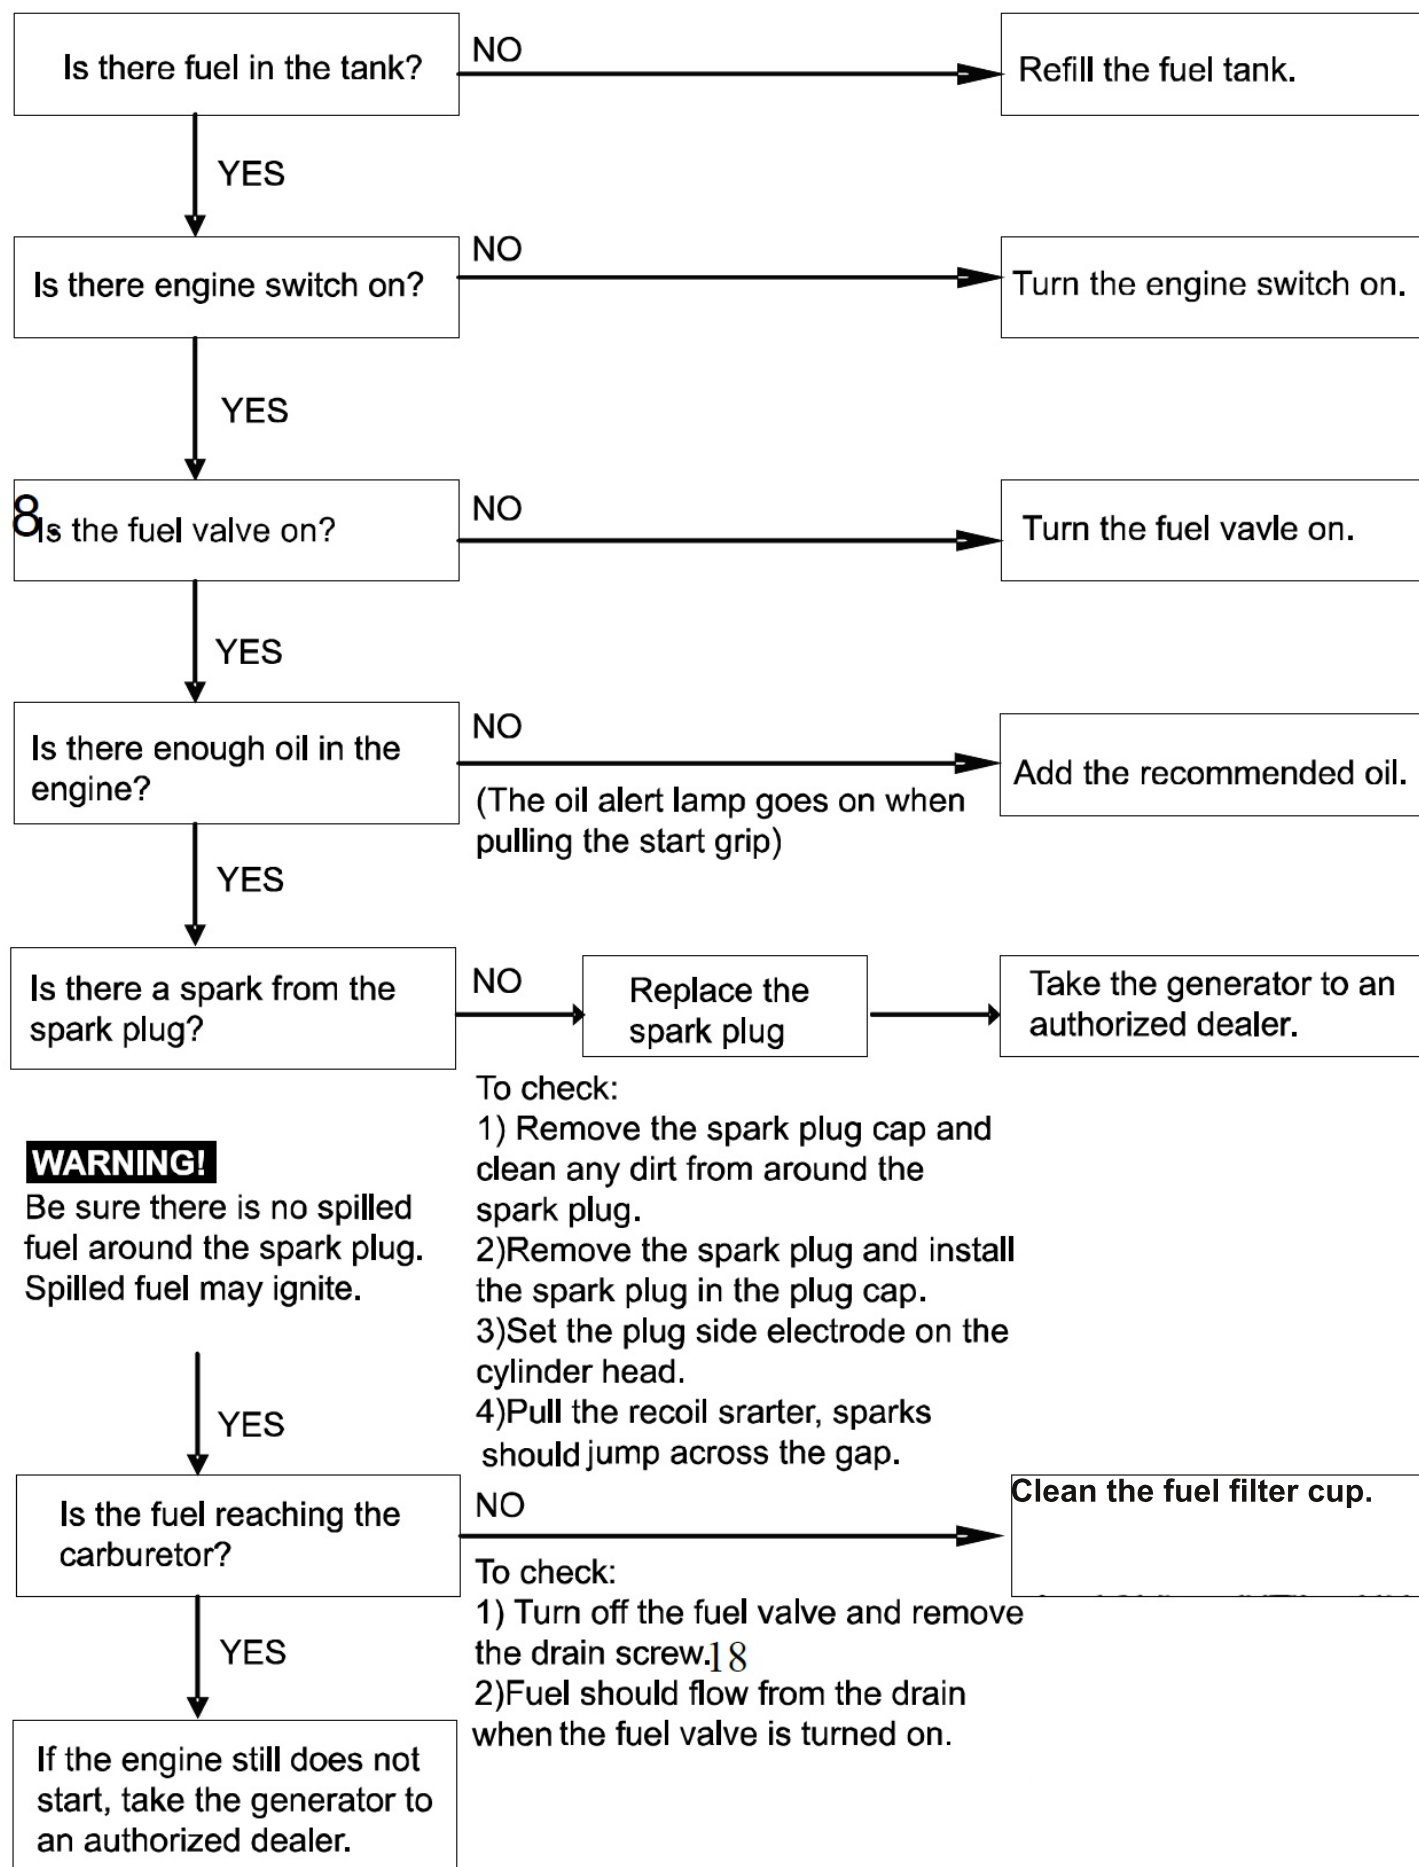 Is there fuel in the tank?
NO
Refill the fuel tank.
YES
Is there engine switch on?
NO
Turn the engine switch on.
YES
8.
Is the fuel valve on?
NO
Turn the fuel vavle on.
YES
Is there enough oil in the
engine?
NO
(The oil alert lamp goes on when
pulling the start grip)
Add the recommended oil.
YES
Is there a spark from the
spark plug?
NO
Replace the
spark plug
Take the generator to an
authorized dealer.
WARNING!
Be sure there is no spilled
fuel around the spark plug.
Spilled fuel may ignite.
To check:
1) Remove the spark plug cap and
clean any dirt from around the
spark plug.
2)Remove the spark plug and install
the spark plug in the plug cap.
3)Set the plug side electrode on the
cylinder head.
4)Pull the recoil srarter, sparks
should jump across the gap.
YES
Is the fuel reaching the
carburetor?
NO
Clean the fuel filter cup.
To check:
1) Turn off the fuel valve and remove
the drain screw.18
2)Fuel should flow from the drain
when the fuel valve is turned on.
YES
If the engine still does not
start, take the generator to
an authorized dealer.